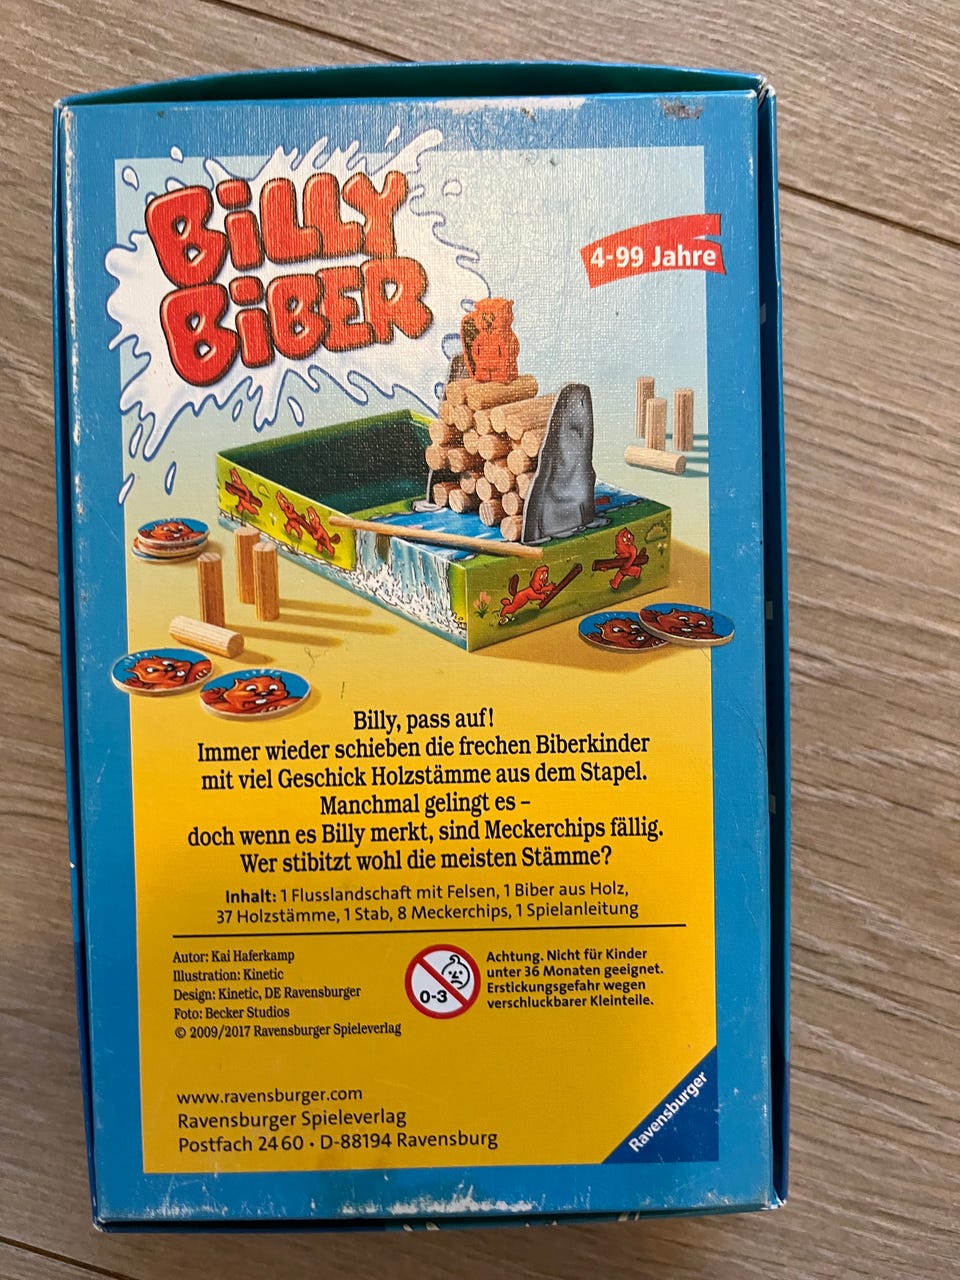 BiLLY
BiBER
4-99 Jahre
Billy, pass auf!
Immer wieder schieben die frechen Biberkinder
mit viel Geschick Holzstämme aus dem Stapel.
Manchmal gelingt es –
doch wenn es Billy merkt, sind Meckerchips fällig.
Wer stibitzt wohl die meisten Stämme?
Inhalt: 1 Flusslandschaft mit Felsen, 1 Biber aus Holz,
37 Holzstämme, 1 Stab, 8 Meckerchips, 1 Spielanleitung
Autor: Kai Haferkamp
Illustration: Kinetic
Design: Kinetic, DE Ravensburger
Foto: Becker Studios
© 2009/2017 Ravensburger Spieleverlag
0-3
Achtung. Nicht für Kinder
unter 36 Monaten geeignet.
Erstickungsgefahr wegen
verschluckbarer Kleinteile.
www.ravensburger.com
Ravensburger Spieleverlag
Postfach 24 60 · D-88194 Ravensburg
Ravensburger